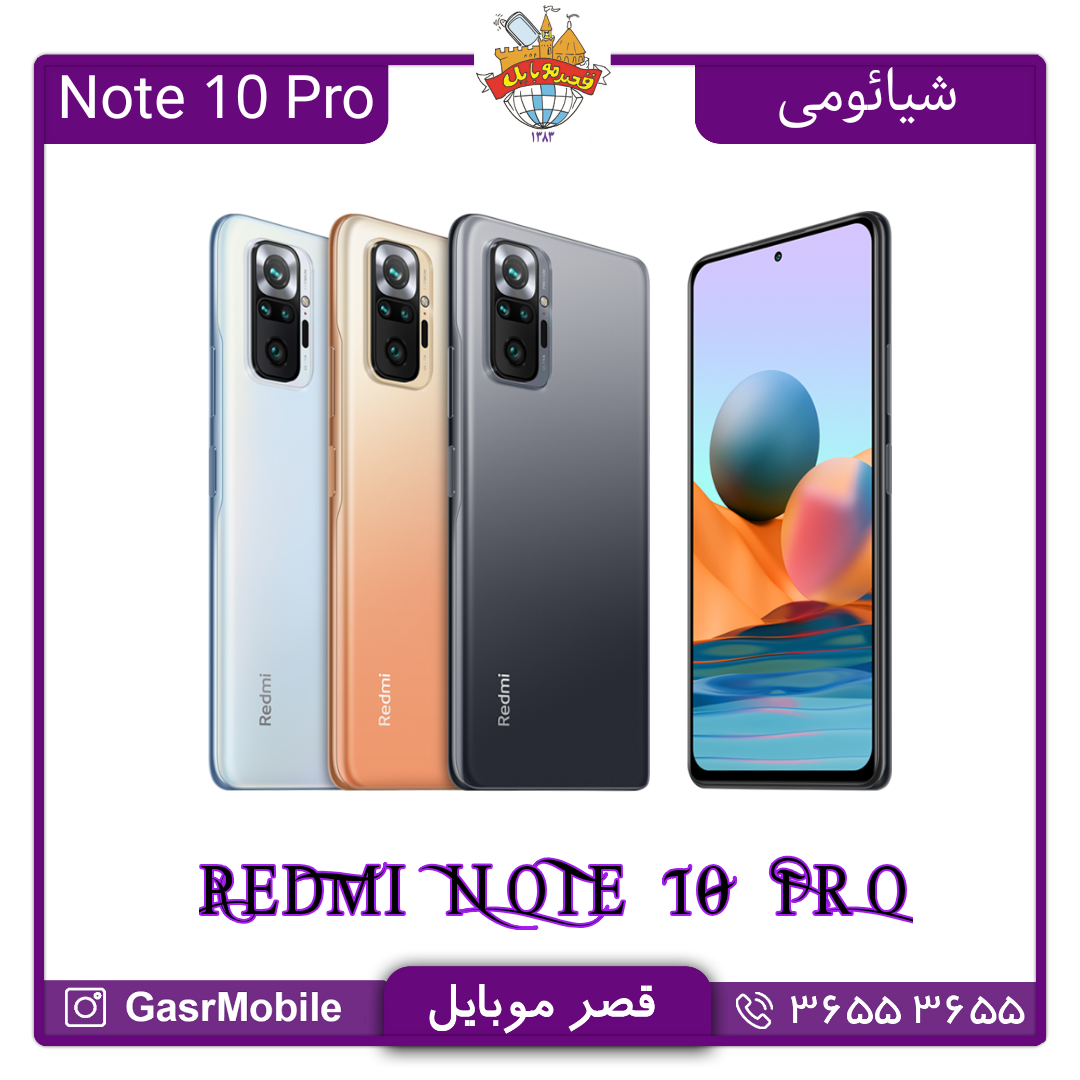 Note 10 Pro
قصر موبایل
۱۳۸۳
شیائومی
Redmi
Redmi
Redmi
REDMI NOTE 10 PRO
GasrMobile
قصر موبایل
۳۶۵۵ ۳۶۵۵